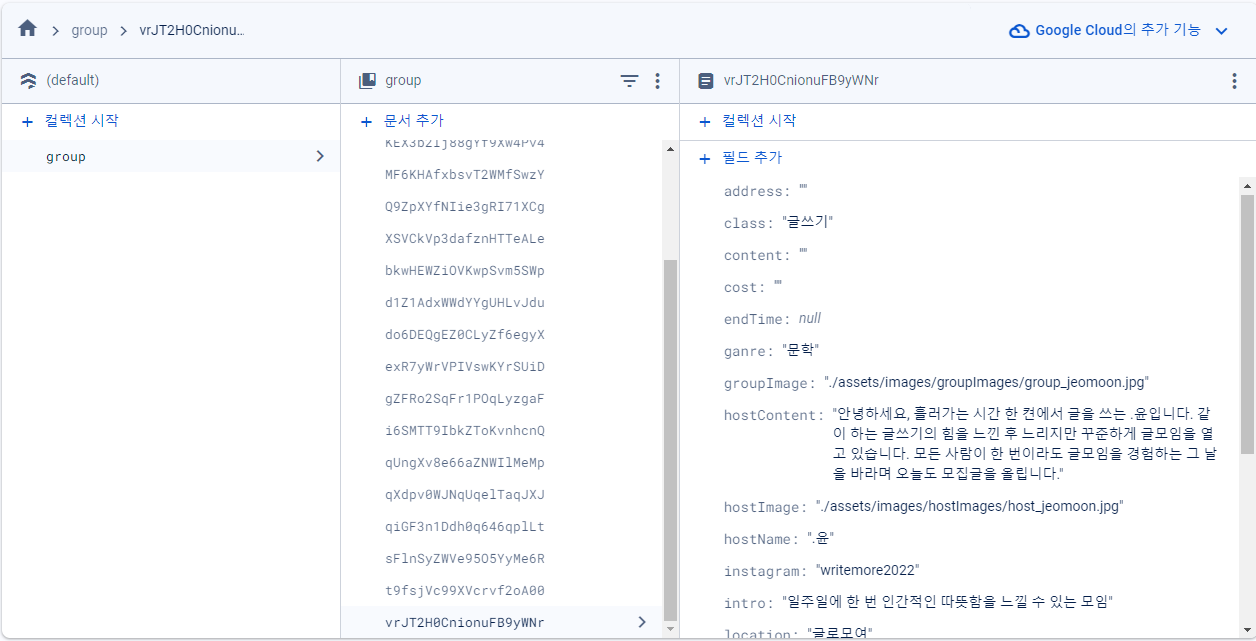 group
vrJT2H0Cnionu…
Google Cloud의 추가 기능
(default)
group
vrJT2H0CnionuFB9yWNr
+ 컬렉션 시작
+ 문서 추가
+ 컬렉션 시작
group
KEX3b2Ij88gYf9XW4Pv4
MF6KHAfxbsvT2WMfSwzY
Q9ZpXYfNIie3gRI71XCg
XSVCkVp3dafznHTTeALe
bkwHEWZiOVKwpSvm5SWp
d1Z1AdxWWdYYgUHLvJdu
do6DEQgEZ0CLyZf6egyX
exR7yWrVPIVswKYrSUiD
gZFRo2SqFr1POqLyzgaF
i6SMTT9IbkZToKvnhcnQ
qUngXv8e66aZNWIlMeMp
qXdpv0WJNqUqelTaqJXJ
qiGF3n1Ddh0q646qplLt
sFlnSyZWVe95O5YyMe6R
t9fsjVc99XVcrvf2oA00
vrJT2H0CnionuFB9yWNr
+ 필드 추가
address: ""
class: "글쓰기"
content: ""
cost: ""
endTime: null
ganre: "문학"
groupImage: "./assets/images/groupImages/group_jeomoon.jpg"
hostContent: "안녕하세요, 흘러가는 시간 한 켠에서 글을 쓰는 .윤입니다. 같
이 하는 글쓰기의 힘을 느낀 후 느리지만 꾸준하게 글모임을 열
고 있습니다. 모든 사람이 한 번이라도 글모임을 경험하는 그 날
을 바라며 오늘도 모집글을 올립니다."
hostImage: "./assets/images/hostImages/host_jeomoon.jpg"
hostName: ".윤"
instagram: "writemore2022"
intro: "일주일에 한 번 인간적인 따뜻함을 느낄 수 있는 모임"
location: "글로모여"